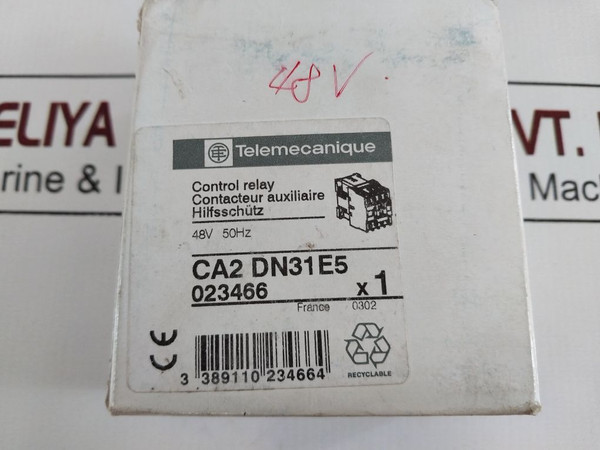 48V.
ELIYA
VT.
rine & I
Mac
Telemecanique
Control relay
Contacteur auxiliaire
Hilfsschütz
48V 50Hz
CA2 DN31E5
023466 x 1
France 0302
CE
3 389110 234664
RECYCLABLE